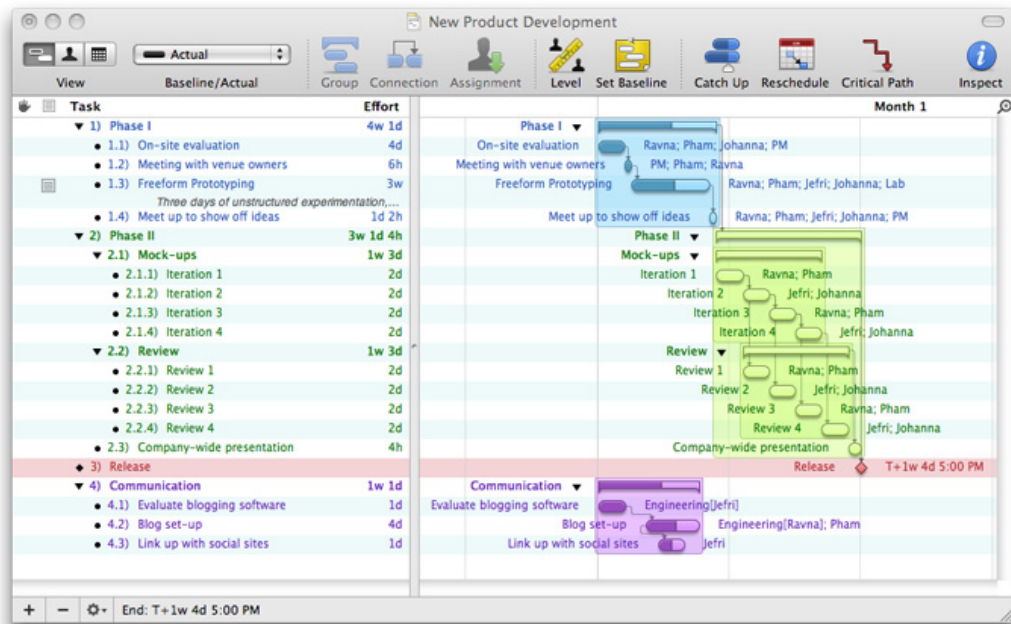 New Product Development
Actual
View Baseline/Actual Group Connection Assignment Level Set Baseline Catch Up Reschedule Critical Path Inspect
Task Effort Month 1
1) Phase I 4w 1d Phase I
1.1) On-site evaluation 4d On-site evaluation Ravna; Pham; Johanna; PM
1.2) Meeting with venue owners 6h Meeting with venue owners PM; Pham; Ravna
1.3) Freeform Prototyping 3w Freeform Prototyping Ravna; Pham; Jefri; Johanna; Lab
Three days of unstructured experimentation,...
1.4) Meet up to show off ideas 1d 2h Meet up to show off ideas Ravna; Pham; Jefri; Johanna; PM
2) Phase II 3w 1d 4h Phase II
2.1) Mock-ups 1w 3d Mock-ups
2.1.1) Iteration 1 2d Iteration 1 Ravna; Pham
2.1.2) Iteration 2 2d Iteration 2 Jefri; Johanna
2.1.3) Iteration 3 2d Iteration 3 Ravna; Pham
2.1.4) Iteration 4 2d Iteration 4 Jefri; Johanna
2.2) Review 1w 3d Review
2.2.1) Review 1 2d Review 1 Ravna; Pham
2.2.2) Review 2 2d Review 2 Jefri; Johanna
2.2.3) Review 3 2d Review 3 Ravna; Pham
2.2.4) Review 4 2d Review 4 Jefri; Johanna
2.3) Company-wide presentation 4h Company-wide presentation
3) Release Release T+1w 4d 5:00 PM
4) Communication 1w 1d Communication
4.1) Evaluate blogging software 1d Evaluate blogging software Engineering[Jefri]
4.2) Blog set-up 4d Blog set-up Engineering[Ravna]; Pham
4.3) Link up with social sites 1d Link up with social sites Jefri
End: T+1w 4d 5:00 PM